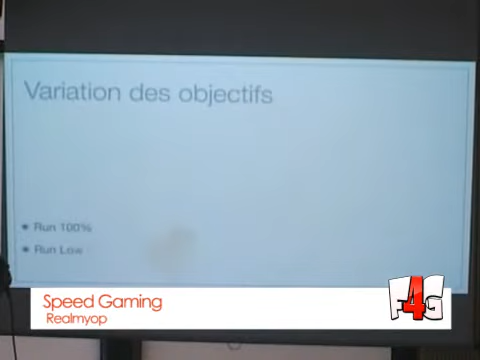 Variation des objectifs
Run 100%
Run Low
Speed Gaming
Realmyop
F4G